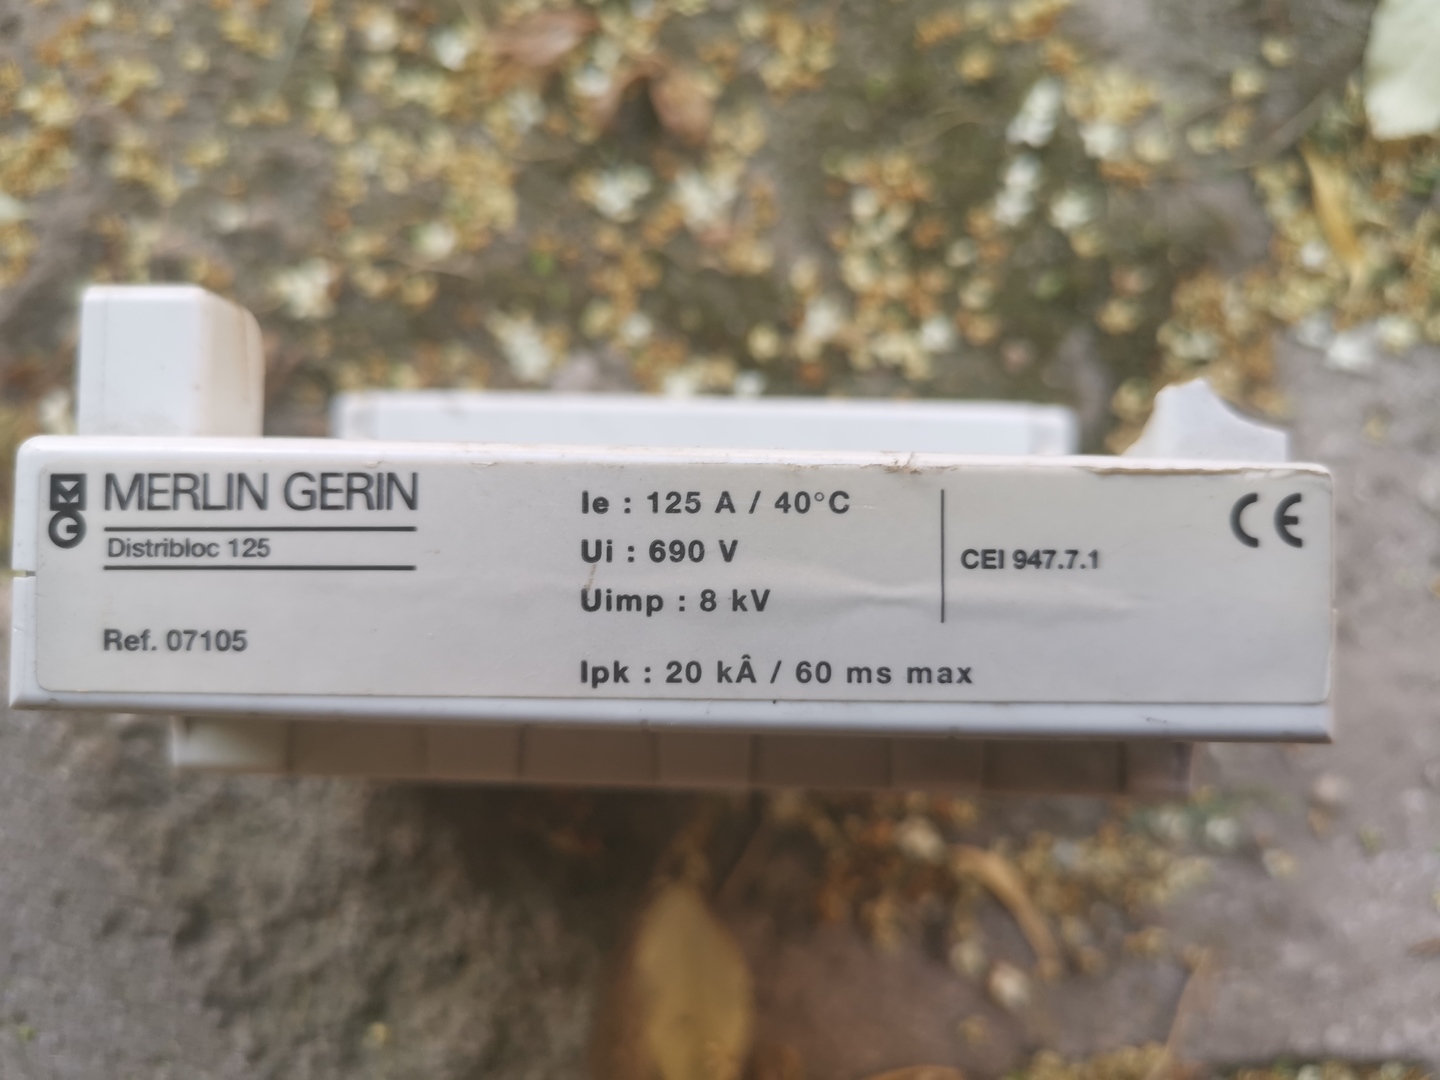 MG MERLIN GERIN
Distribloc 125
Ref. 07105
Ie : 125 A / 40°C
Ui : 690 V
Uimp : 8 kV
Ipk : 20 kÂ / 60 ms max
CEI 947.7.1
CE